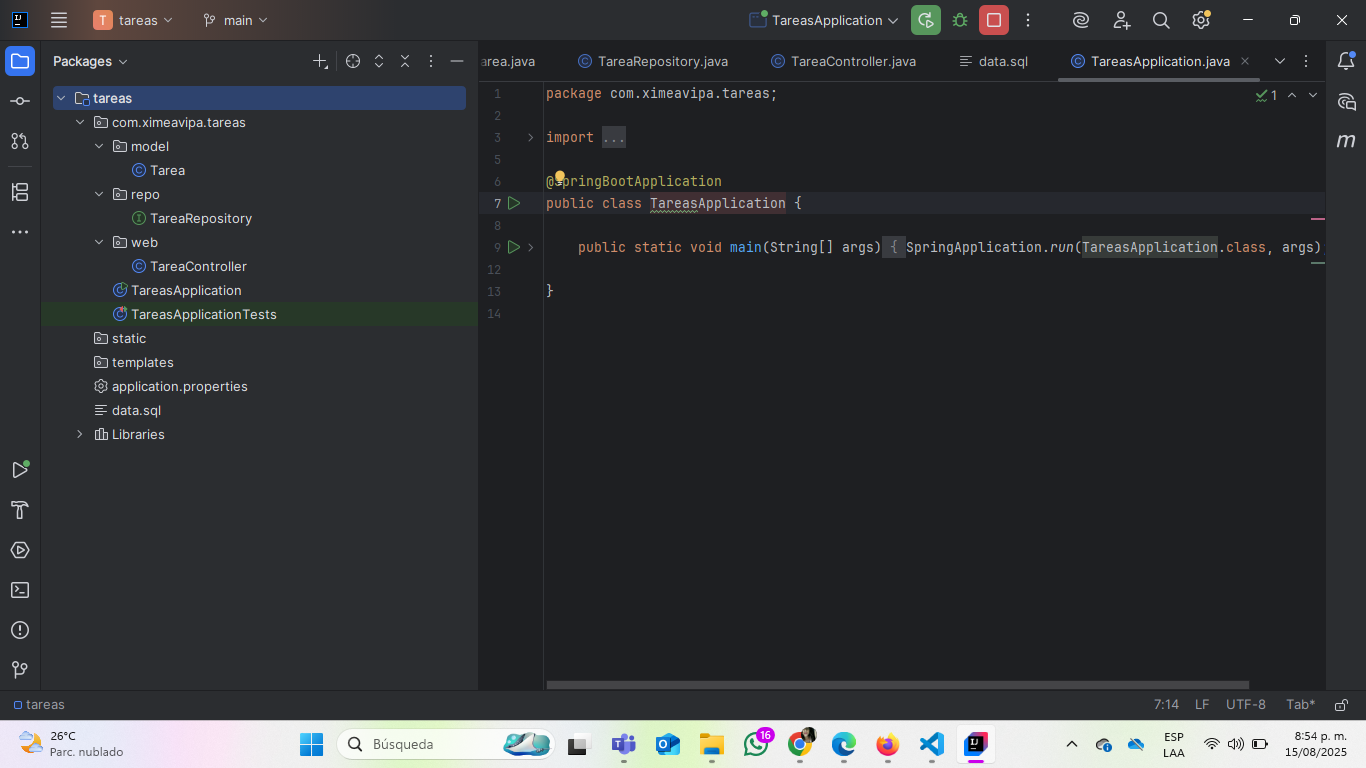 T tareas main TareasApplication
Packages
area.java TareaRepository.java TareaController.java data.sql TareasApplication.java
tareas
com.ximeavipa.tareas
model
Tarea
repo
TareaRepository
web
TareaController
TareasApplication
TareasApplicationTests
static
templates
application.properties
data.sql
Libraries
1 package com.ximeavipa.tareas; 1
2
3 import ...
5
6 @SpringBootApplication
7 public class TareasApplication {
8
9 public static void main(String[] args) { SpringApplication.run(TareasApplication.class, args)
12
13 }
14
m
tareas 7:14 LF UTF-8 Tab*
26°C
Parc. nublado
Búsqueda
16
ESP
LAA
8:54 p. m.
15/08/2025